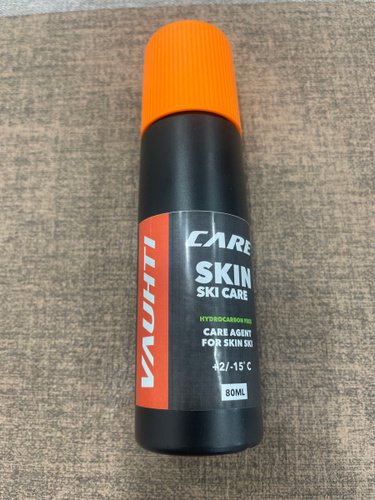 VAUHTI
CARE
SKIN
SKI CARE
HYDROCARBON FREE
CARE AGENT
FOR SKIN SKI
+2/-15°C
80ML